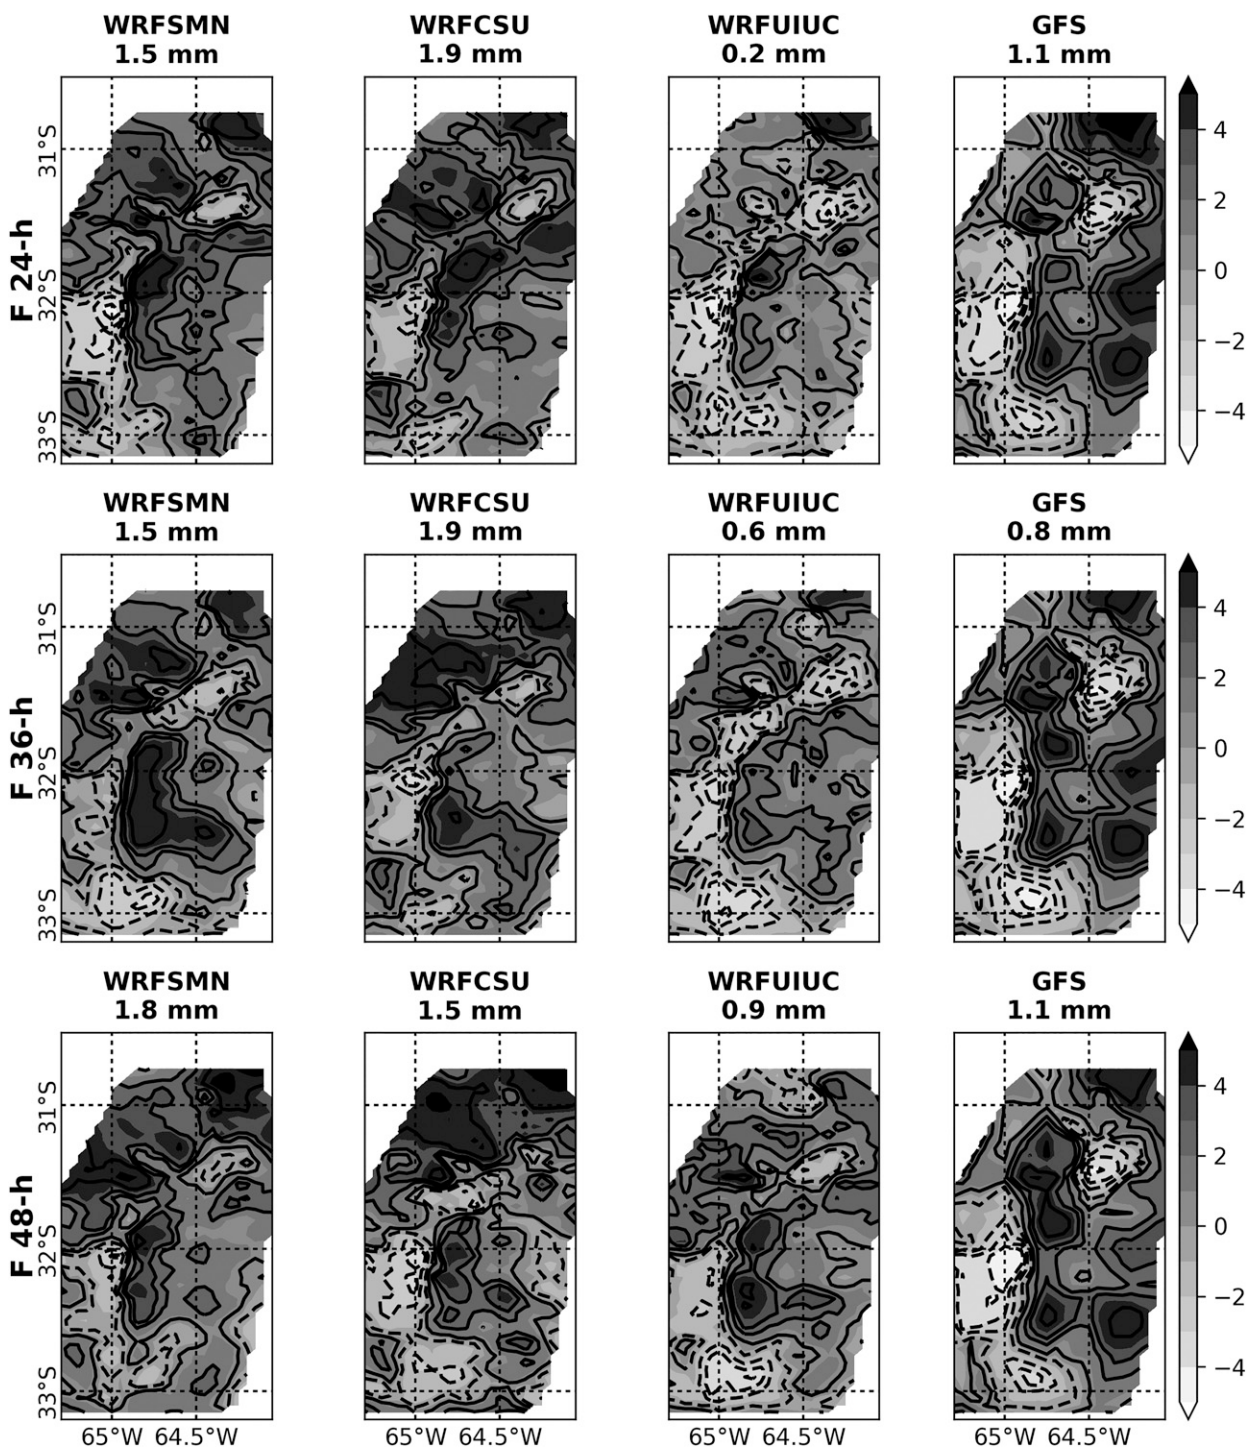 WRFSMN WRFCSU WRFUIUC GFS
1.5 mm 1.9 mm 0.2 mm 1.1 mm
F 24-h
31°S
32°S
33°S
4
2
0
−2
−4
WRFSMN WRFCSU WRFUIUC GFS
1.5 mm 1.9 mm 0.6 mm 0.8 mm
F 36-h
31°S
32°S
33°S
4
2
0
−2
−4
WRFSMN WRFCSU WRFUIUC GFS
1.8 mm 1.5 mm 0.9 mm 1.1 mm
F 48-h
31°S
32°S
33°S
4
2
0
−2
−4
65°W 64.5°W 65°W 64.5°W 65°W 64.5°W 65°W 64.5°W